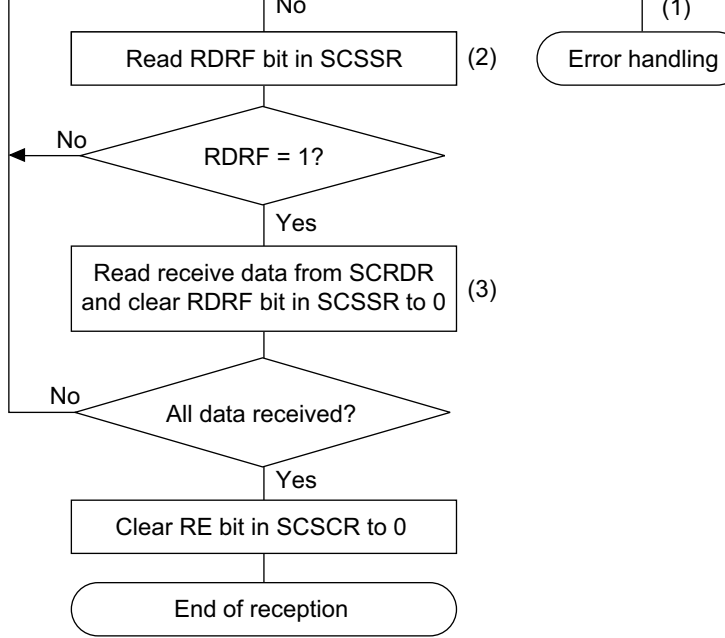 No
(1)
Read RDRF bit in SCSSR
(2)
Error handling
No
RDRF = 1?
Yes
Read receive data from SCRDR
and clear RDRF bit in SCSSR to 0
(3)
No
All data received?
Yes
Clear RE bit in SCSCR to 0
End of reception